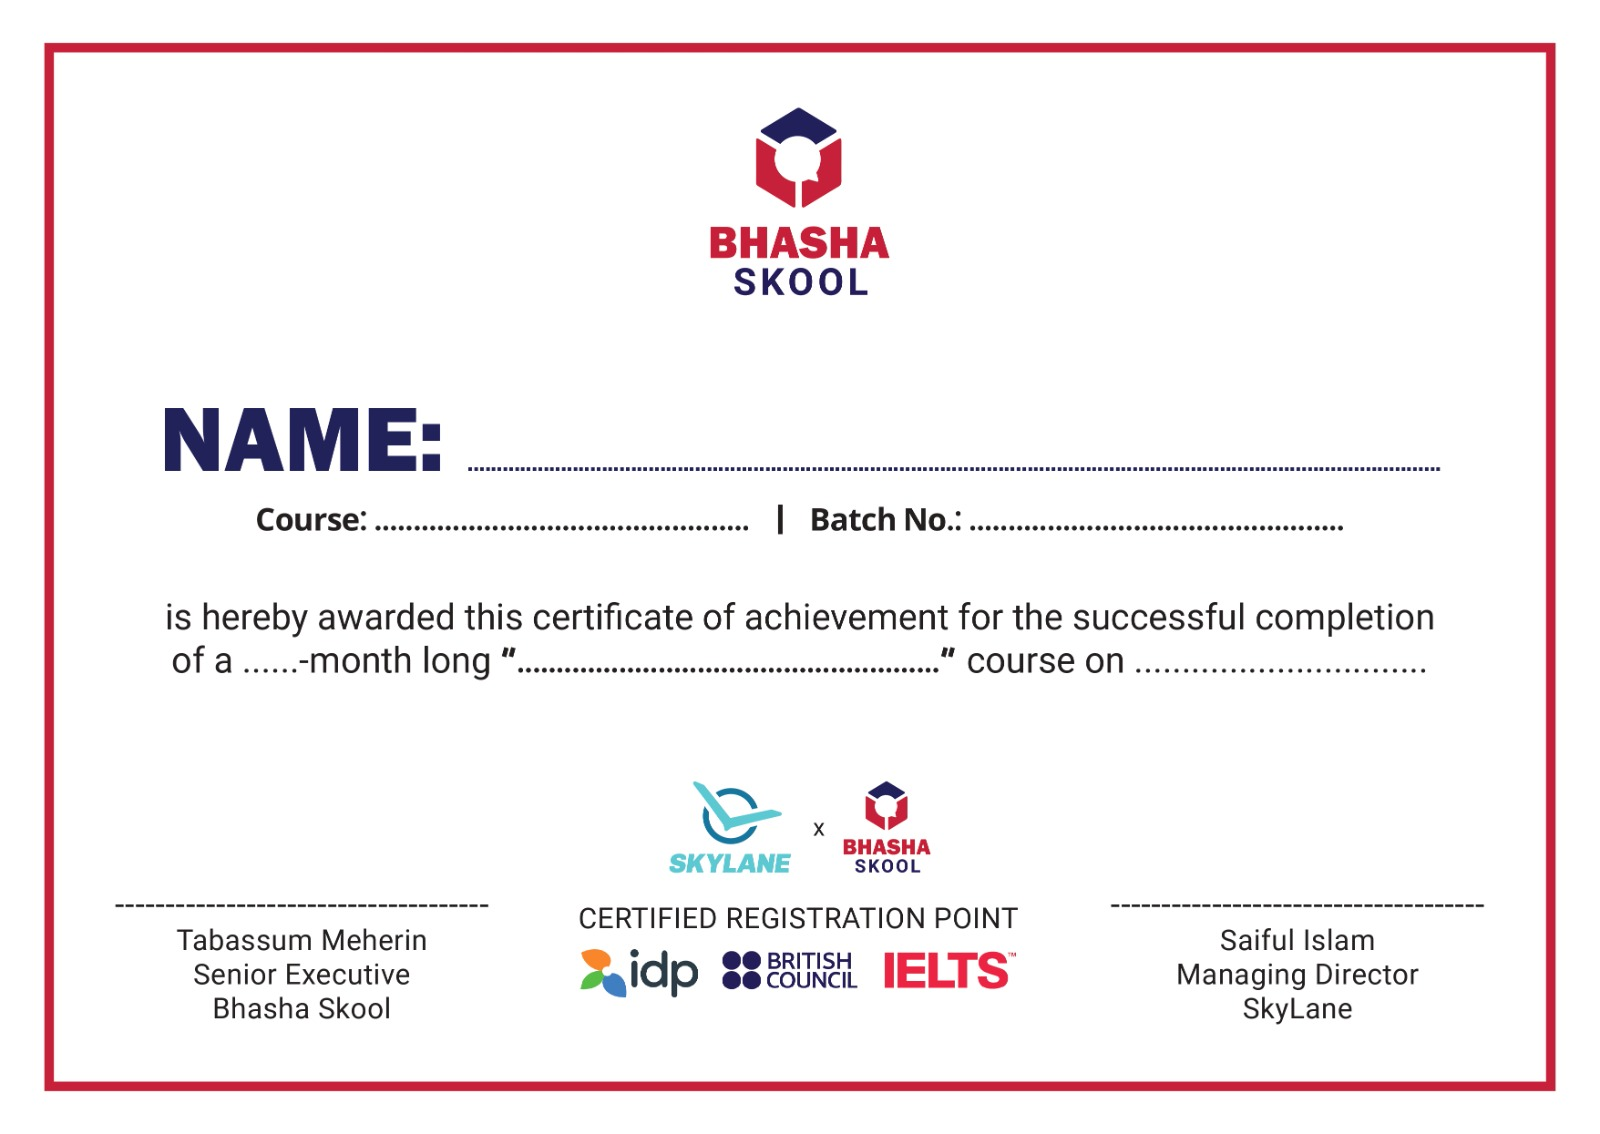 BHASHA
SKOOL
NAME: ........................................................................................................................
Course: ................................................ | Batch No.: ................................................
is hereby awarded this certificate of achievement for the successful completion
of a ......-month long "......................................................" course on ..............................
SKYLANE x BHASHA SKOOL
CERTIFIED REGISTRATION POINT
idp BRITISH COUNCIL IELTS™
-------------------------------------
Tabassum Meherin
Senior Executive
Bhasha Skool
-------------------------------------
Saiful Islam
Managing Director
SkyLane